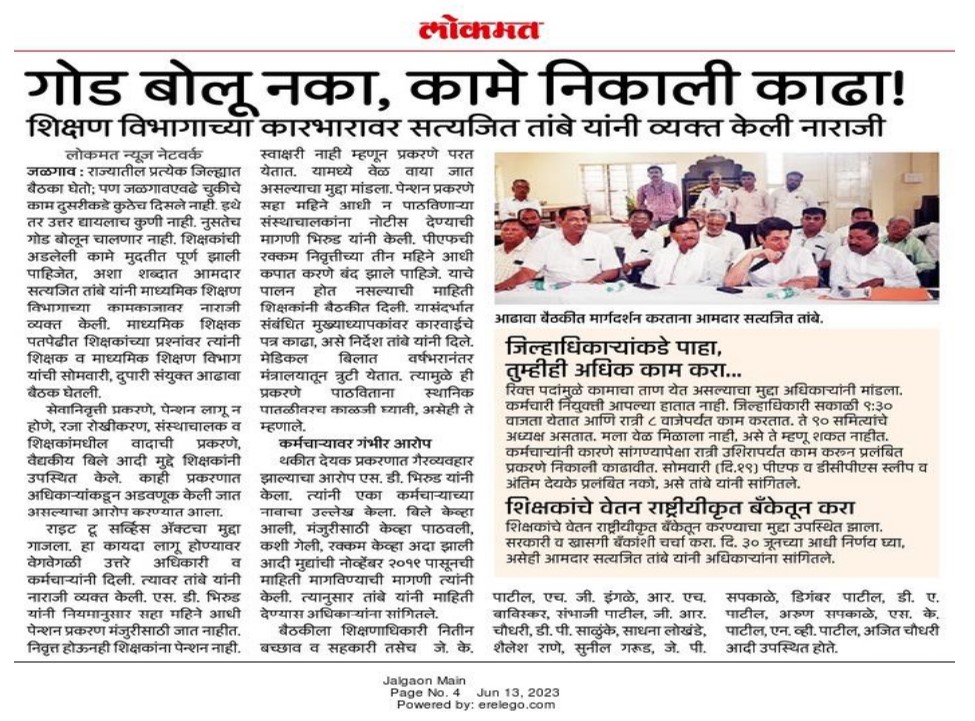 लोकमत
गोड बोलू नका, कामे निकाली काढा!
शिक्षण विभागाच्या कारभारावर सत्यजित तांबे यांनी व्यक्त केली नाराजी
लोकमत न्यूज नेटवर्क
जळगाव : राज्यातील प्रत्येक जिल्ह्यात
बैठका घेतो; पण जळगावएवढे चुकीचे
काम दुसरीकडे कुठेच दिसले नाही. इथे
तर उत्तर द्यायलाच कुणी नाही. नुसतेच
गोड बोलून चालणार नाही. शिक्षकांची
अडलेली कामे मुदतीत पूर्ण झाली
पाहिजेत, अशा शब्दात आमदार
सत्यजित तांबे यांनी माध्यमिक शिक्षण
विभागाच्या कामकाजावर नाराजी
व्यक्त केली. माध्यमिक शिक्षक
पतपेढीत शिक्षकांच्या प्रश्नांवर त्यांनी
शिक्षक व माध्यमिक शिक्षण विभाग
यांची सोमवारी, दुपारी संयुक्त आढावा
बैठक घेतली.
सेवानिवृत्ती प्रकरणे, पेन्शन लागू न
होणे, रजा रोखीकरण, संस्थाचालक व
शिक्षकांमधील वादाची प्रकरणे,
वैद्यकीय बिले आदी मुद्दे शिक्षकांनी
उपस्थित केले. काही प्रकरणात
अधिकाऱ्यांकडून अडवणूक केली जात
असल्याचा आरोप करण्यात आला.
राइट टू सर्व्हिस ॲक्टचा मुद्दा
गाजला. हा कायदा लागू होण्यावर
वेगवेगळी उत्तरे अधिकारी व
कर्मचाऱ्यांनी दिली. त्यावर तांबे यांनी
नाराजी व्यक्त केली. एस. डी. भिरुड
यांनी नियमानुसार सहा महिने आधी
पेन्शन प्रकरण मंजुरीसाठी जात नाहीत.
निवृत्त होऊनही शिक्षकांना पेन्शन नाही.
स्वाक्षरी नाही म्हणून प्रकरणे परत
येतात. यामध्ये वेळ वाया जात
असल्याचा मुद्दा मांडला. पेन्शन प्रकरणे
सहा महिने आधी न पाठविणाऱ्या
संस्थाचालकांना नोटीस देण्याची
मागणी भिरुड यांनी केली. पीएफची
रक्कम निवृत्तीच्या तीन महिने आधी
कपात करणे बंद झाले पाहिजे. याचे
पालन होत नसल्याची माहिती
शिक्षकांनी बैठकीत दिली. यासंदर्भात
संबंधित मुख्याध्यापकांवर कारवाईचे
पत्र काढा, असे निर्देश तांबे यांनी दिले.
मेडिकल बिलात वर्षभरानंतर
मंत्रालयातून त्रुटी येतात. त्यामुळे ही
प्रकरणे पाठविताना स्थानिक
पातळीवरच काळजी घ्यावी, असेही ते
म्हणाले.
कर्मचाऱ्यावर गंभीर आरोप
थकीत देयक प्रकरणात गैरव्यवहार
झाल्याचा आरोप एस. डी. भिरुड यांनी
केला. त्यांनी एका कर्मचाऱ्याच्या
नावाचा उल्लेख केला. बिले केव्हा
आली, मंजुरीसाठी केव्हा पाठवली,
कशी गेली, रक्कम केव्हा अदा झाली
आदी मुद्यांची नोव्हेंबर २०१९ पासूनची
माहिती मागविण्याची मागणी त्यांनी
केली. त्यानुसार तांबे यांनी माहिती
देण्यास अधिकाऱ्यांना सांगितले.
बैठकीला शिक्षणाधिकारी नितीन
बच्छाव व सहकारी तसेच जे. के.
आढावा बैठकीत मार्गदर्शन करताना आमदार सत्यजित तांबे.
जिल्हाधिकाऱ्यांकडे पाहा,
तुम्हीही अधिक काम करा...
रिक्त पदांमुळे कामाचा ताण येत असल्याचा मुद्दा अधिकाऱ्यांनी मांडला.
कर्मचारी नियुक्ती आपल्या हातात नाही. जिल्हाधिकारी सकाळी ९:३०
वाजता येतात आणि रात्री ८ वाजेपर्यंत काम करतात. ते ९० समित्यांचे
अध्यक्ष असतात. मला वेळ मिळाला नाही, असे ते म्हणू शकत नाहीत.
कर्मचाऱ्यांनी कारणे सांगण्यापेक्षा रात्री उशिरापर्यंत काम करुन प्रलंबित
प्रकरणे निकाली काढावीत. सोमवारी (दि.१९) पीएफ व डीसीपीएस स्लीप व
अंतिम देयके प्रलंबित नको, असे तांबे यांनी सांगितले.
शिक्षकांचे वेतन राष्ट्रीयीकृत बँकेतून करा
शिक्षकांचे वेतन राष्ट्रीयीकृत बँकेतून करण्याचा मुद्दा उपस्थित झाला.
सरकारी व खासगी बँकांशी चर्चा करा. दि. ३० जूनच्या आधी निर्णय घ्या,
असेही आमदार सत्यजित तांबे यांनी अधिकाऱ्यांना सांगितले.
पाटील, एच. जी. इंगळे, आर. एच.
बाविस्कर, संभाजी पाटील, जी. आर.
चौधरी, डी. पी. साळुंके, साधना लोखंडे,
शैलेश राणे, सुनील गरूड, जे. पी.
सपकाळे, डिगंबर पाटील, डी. ए.
पाटील, अरुण सपकाळे, एस. के.
पाटील, एन. व्ही. पाटील, अजित चौधरी
आदी उपस्थित होते.
Jalgaon Main
Page No. 4 Jun 13, 2023
Powered by: erelego.com